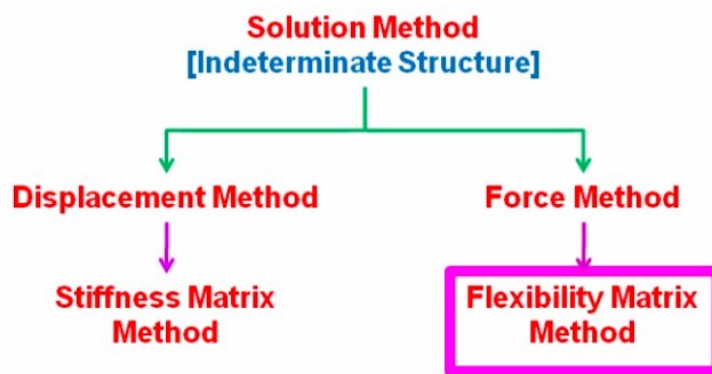 Solution Method
[Indeterminate Structure]
Displacement Method
Force Method
Stiffness Matrix
Method
Flexibility Matrix
Method